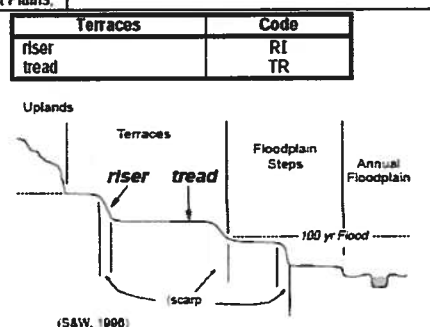 t Plains,
Terraces Code
riser RI
tread TR
Uplands
Terraces
Floodplain
Steps
Annual
Floodplain
riser tread
100 yr Flood
(scarp
(S&W, 1996)